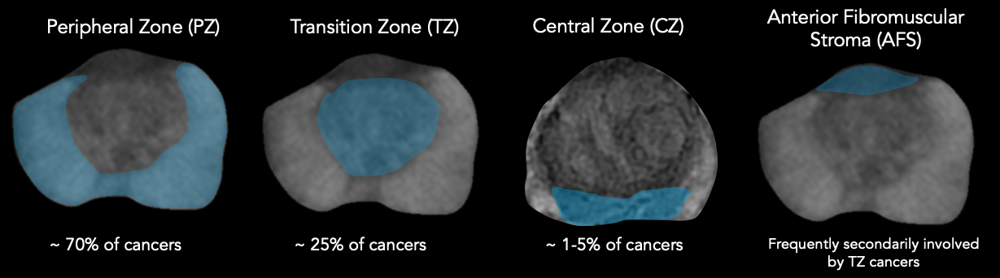 Peripheral Zone (PZ)
Transition Zone (TZ)
Central Zone (CZ)
Anterior Fibromuscular
Stroma (AFS)
~ 70% of cancers
~ 25% of cancers
~ 1-5% of cancers
Frequently secondarily involved
by TZ cancers